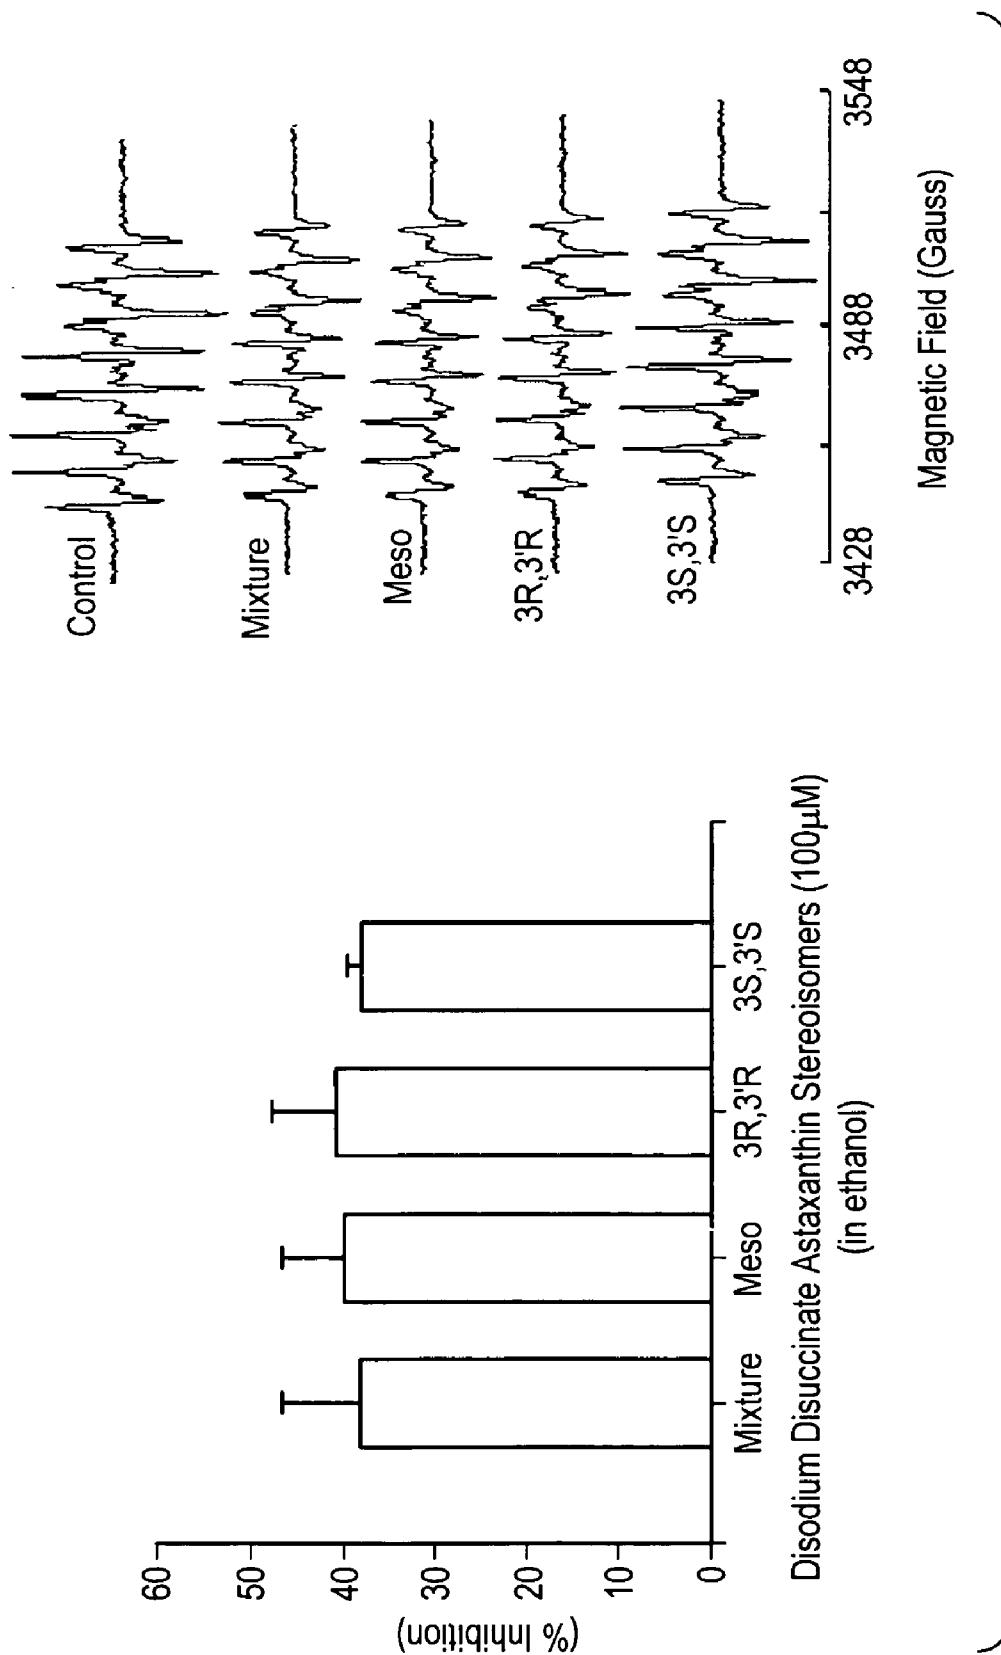 (% Inhibition)
60
50
40
30
20
10
0
Mixture
Meso
3R,3'R
3S,3'S
Disodium Disuccinate Astaxanthin Stereoisomers (100μM)
(in ethanol)
Control
Mixture
Meso
3R,3'R
3S,3'S
3428
3488
3548
Magnetic Field (Gauss)